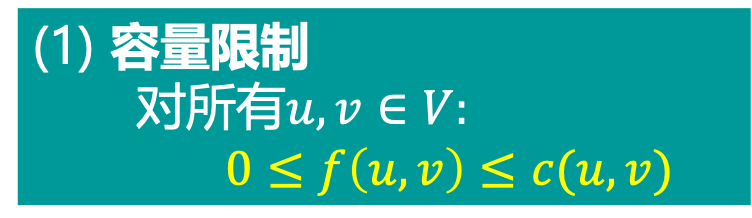 (1) 容量限制
对所有u, v ∈ V:
0 ≤ f(u, v) ≤ c(u, v)